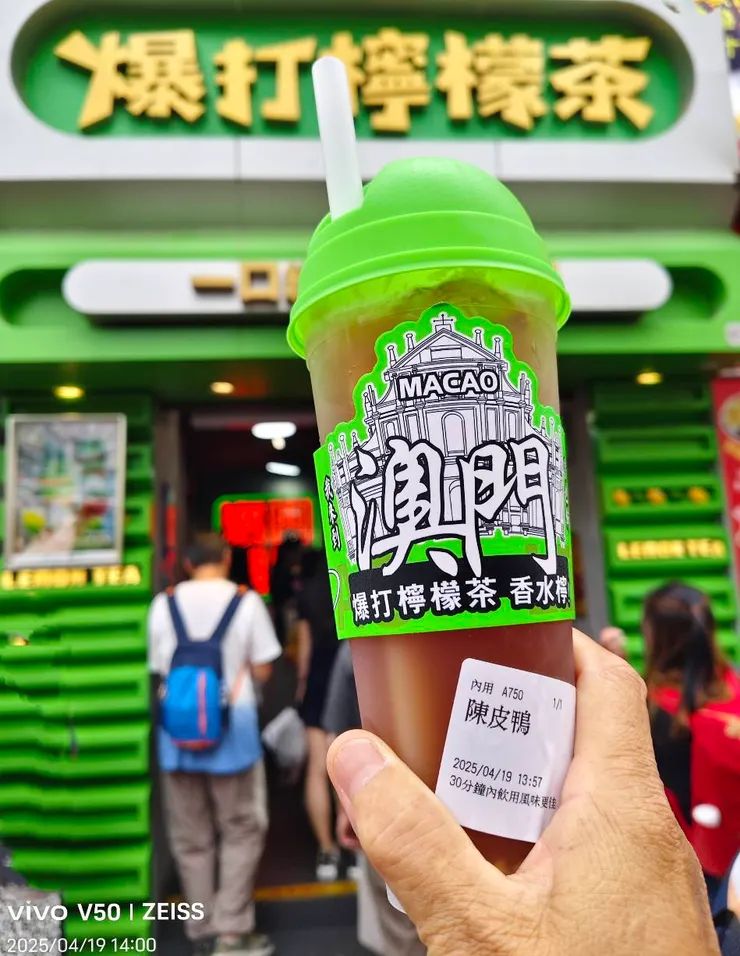 爆打檸檬茶
一口
MACAO
澳門
爆打檸檬茶 香水檸
LEMON TEA
LEMON TEA
內用 A750 1/1
陳皮鴨
2025/04/19 13:57
30分鐘內飲用風味更佳
vivo V50 | ZEISS
2025/04/19 14:00